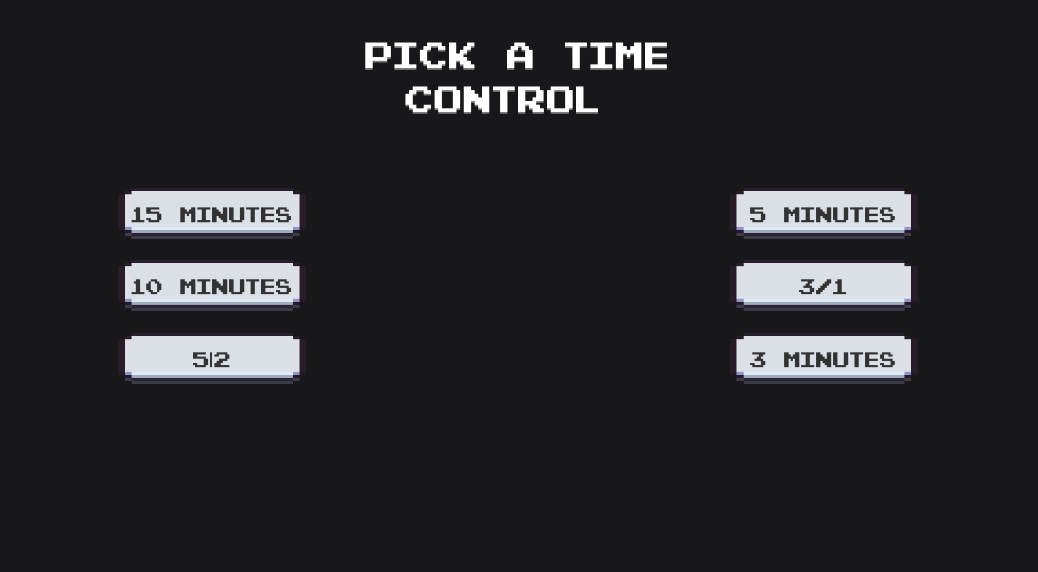 PICK A TIME
CONTROL
15 MINUTES
5 MINUTES
10 MINUTES
3/1
5|2
3 MINUTES